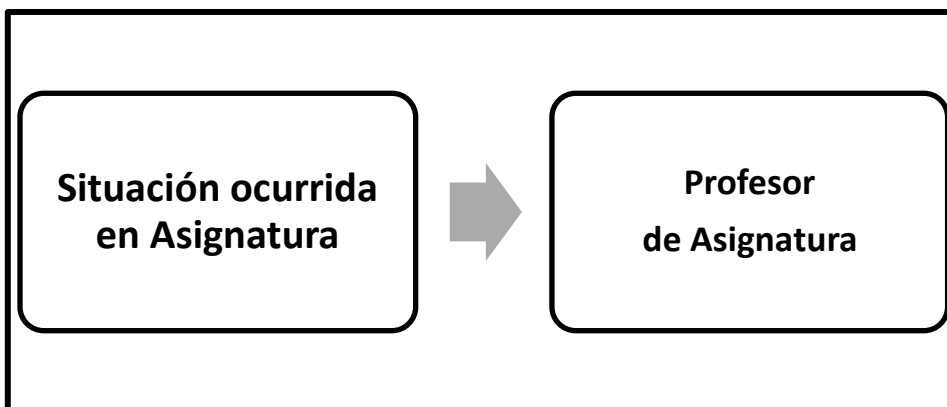 Situación ocurrida
en Asignatura
Profesor
de Asignatura